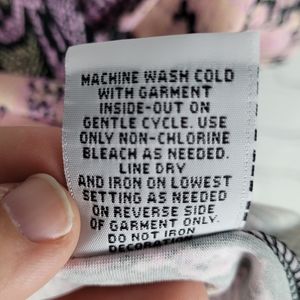 MACHINE WASH COLD
WITH GARMENT
INSIDE-OUT ON
GENTLE CYCLE. USE
ONLY NON-CHLORINE
BLEACH AS NEEDED.
LINE DRY
AND IRON ON LOWEST
SETTING AS NEEDED
ON REVERSE SIDE
OF GARMENT ONLY.
DO NOT IRON
DECORATION